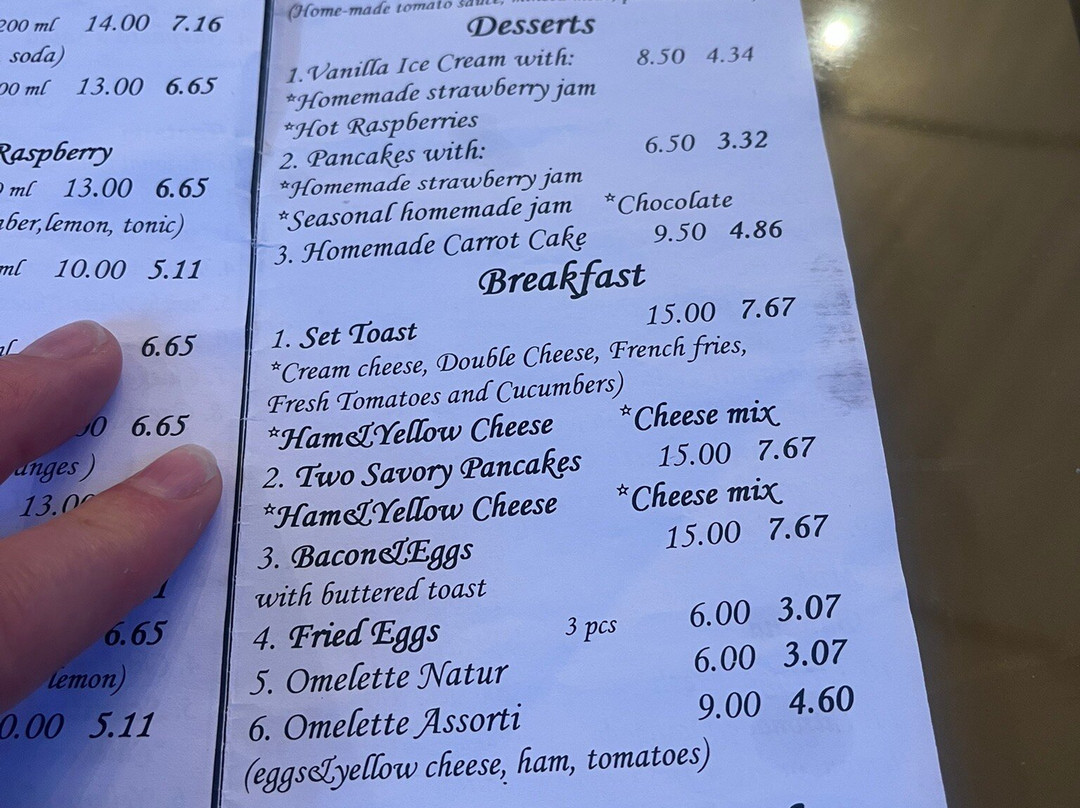 200 ml 14.00 7.16
soda)
ml 13.00 6.65
Raspberry
ml 13.00 6.65
lemon, tonic)
ml 10.00 5.11
6.65
6.65
)
6.65
lemon)
5.11
(Home-made tomato sauce,
Desserts
1.Vanilla Ice Cream with: 8.50 4.34
*Homemade strawberry jam
*Hot Raspberries
2. Pancakes with: 6.50 3.32
*Homemade strawberry jam
*Seasonal homemade jam *Chocolate
3. Homemade Carrot Cake 9.50 4.86
Breakfast
1. Set Toast 15.00 7.67
*Cream cheese, Double Cheese, French fries,
Fresh Tomatoes and Cucumbers)
*Ham&Yellow Cheese *Cheese mix
2. Two Savory Pancakes 15.00 7.67
*Ham&Yellow Cheese *Cheese mix
3. Bacon&Eggs 15.00 7.67
with buttered toast
4. Fried Eggs 3 pcs 6.00 3.07
5. Omelette Natur 6.00 3.07
6. Omelette Assorti 9.00 4.60
(eggs&yellow cheese, ham, tomatoes)